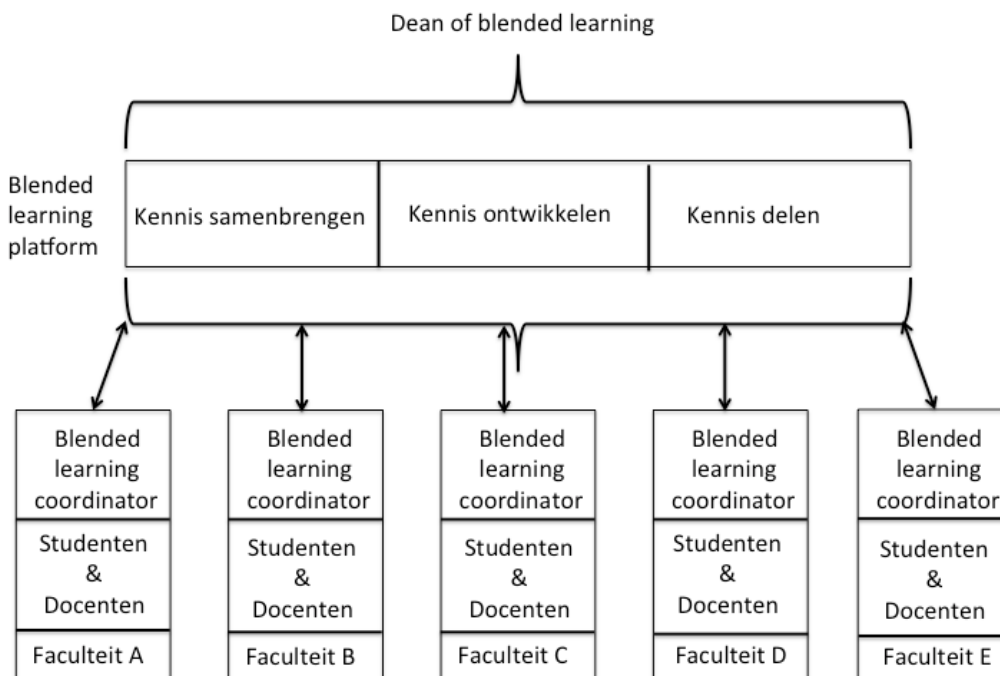 Dean of blended learning
Blended
learning
platform
Kennis samenbrengen
Kennis ontwikkelen
Kennis delen
Blended
learning
coordinator
Studenten
&
Docenten
Faculteit A
Blended
learning
coordinator
Studenten
&
Docenten
Faculteit B
Blended
learning
coordinator
Studenten
&
Docenten
Faculteit C
Blended
learning
coordinator
Studenten
&
Docenten
Faculteit D
Blended
learning
coordinator
Studenten
&
Docenten
Faculteit E